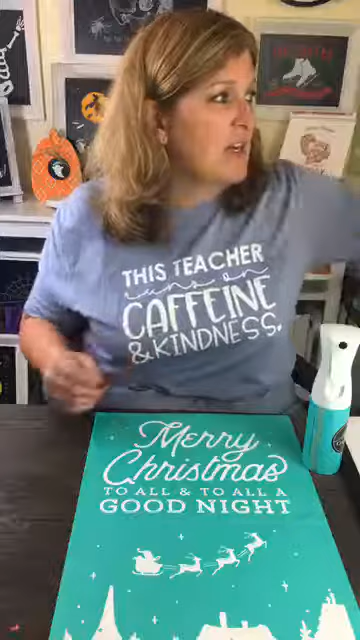 THIS TEACHER
runs on
CAFFEINE
& KINDNESS.
Merry
Christmas
TO ALL & TO ALL A
GOOD NIGHT